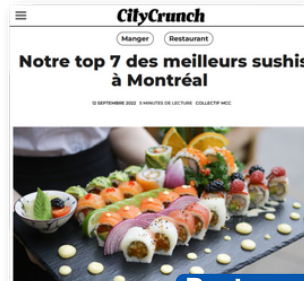 CityCrunch
Manger
Restaurant
Notre top 7 des meilleurs sushis
à Montréal
12 SEPTEMBRE 2022 5 MINUTES DE LECTURE COLLECTIF MCC